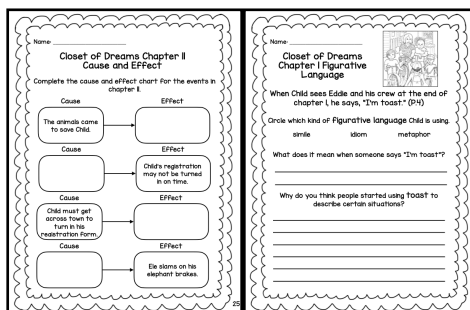 Name:
Closet of Dreams Chapter 11
Cause and Effect
Complete the cause and effect chart for the events in
chapter 11.
Cause
Effect
The animals came
to save Child.
Cause
Effect
Child's registration
may not be turned
in on time.
Cause
Effect
Child must get
across town to
turn in his
registration form.
Cause
Effect
Ele slams on his
elephant brakes.
25
Name:
Closet of Dreams
Chapter 1 Figurative
Language
When Child sees Eddie and his crew at the end of
chapter 1, he says, "I'm toast." (P.4)
Circle which kind of figurative language Child is using.
simile idiom metaphor
What does it mean when someone says "I'm toast"?
Why do you think people started using toast to
describe certain situations?